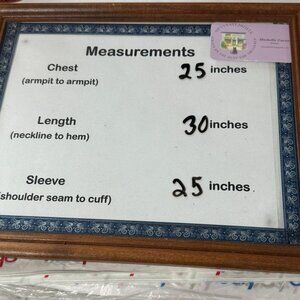 Measurements
Chest
(armpit to armpit)
25 inches
Length
(neckline to hem)
30 inches
Sleeve
(shoulder seam to cuff)
25 inches